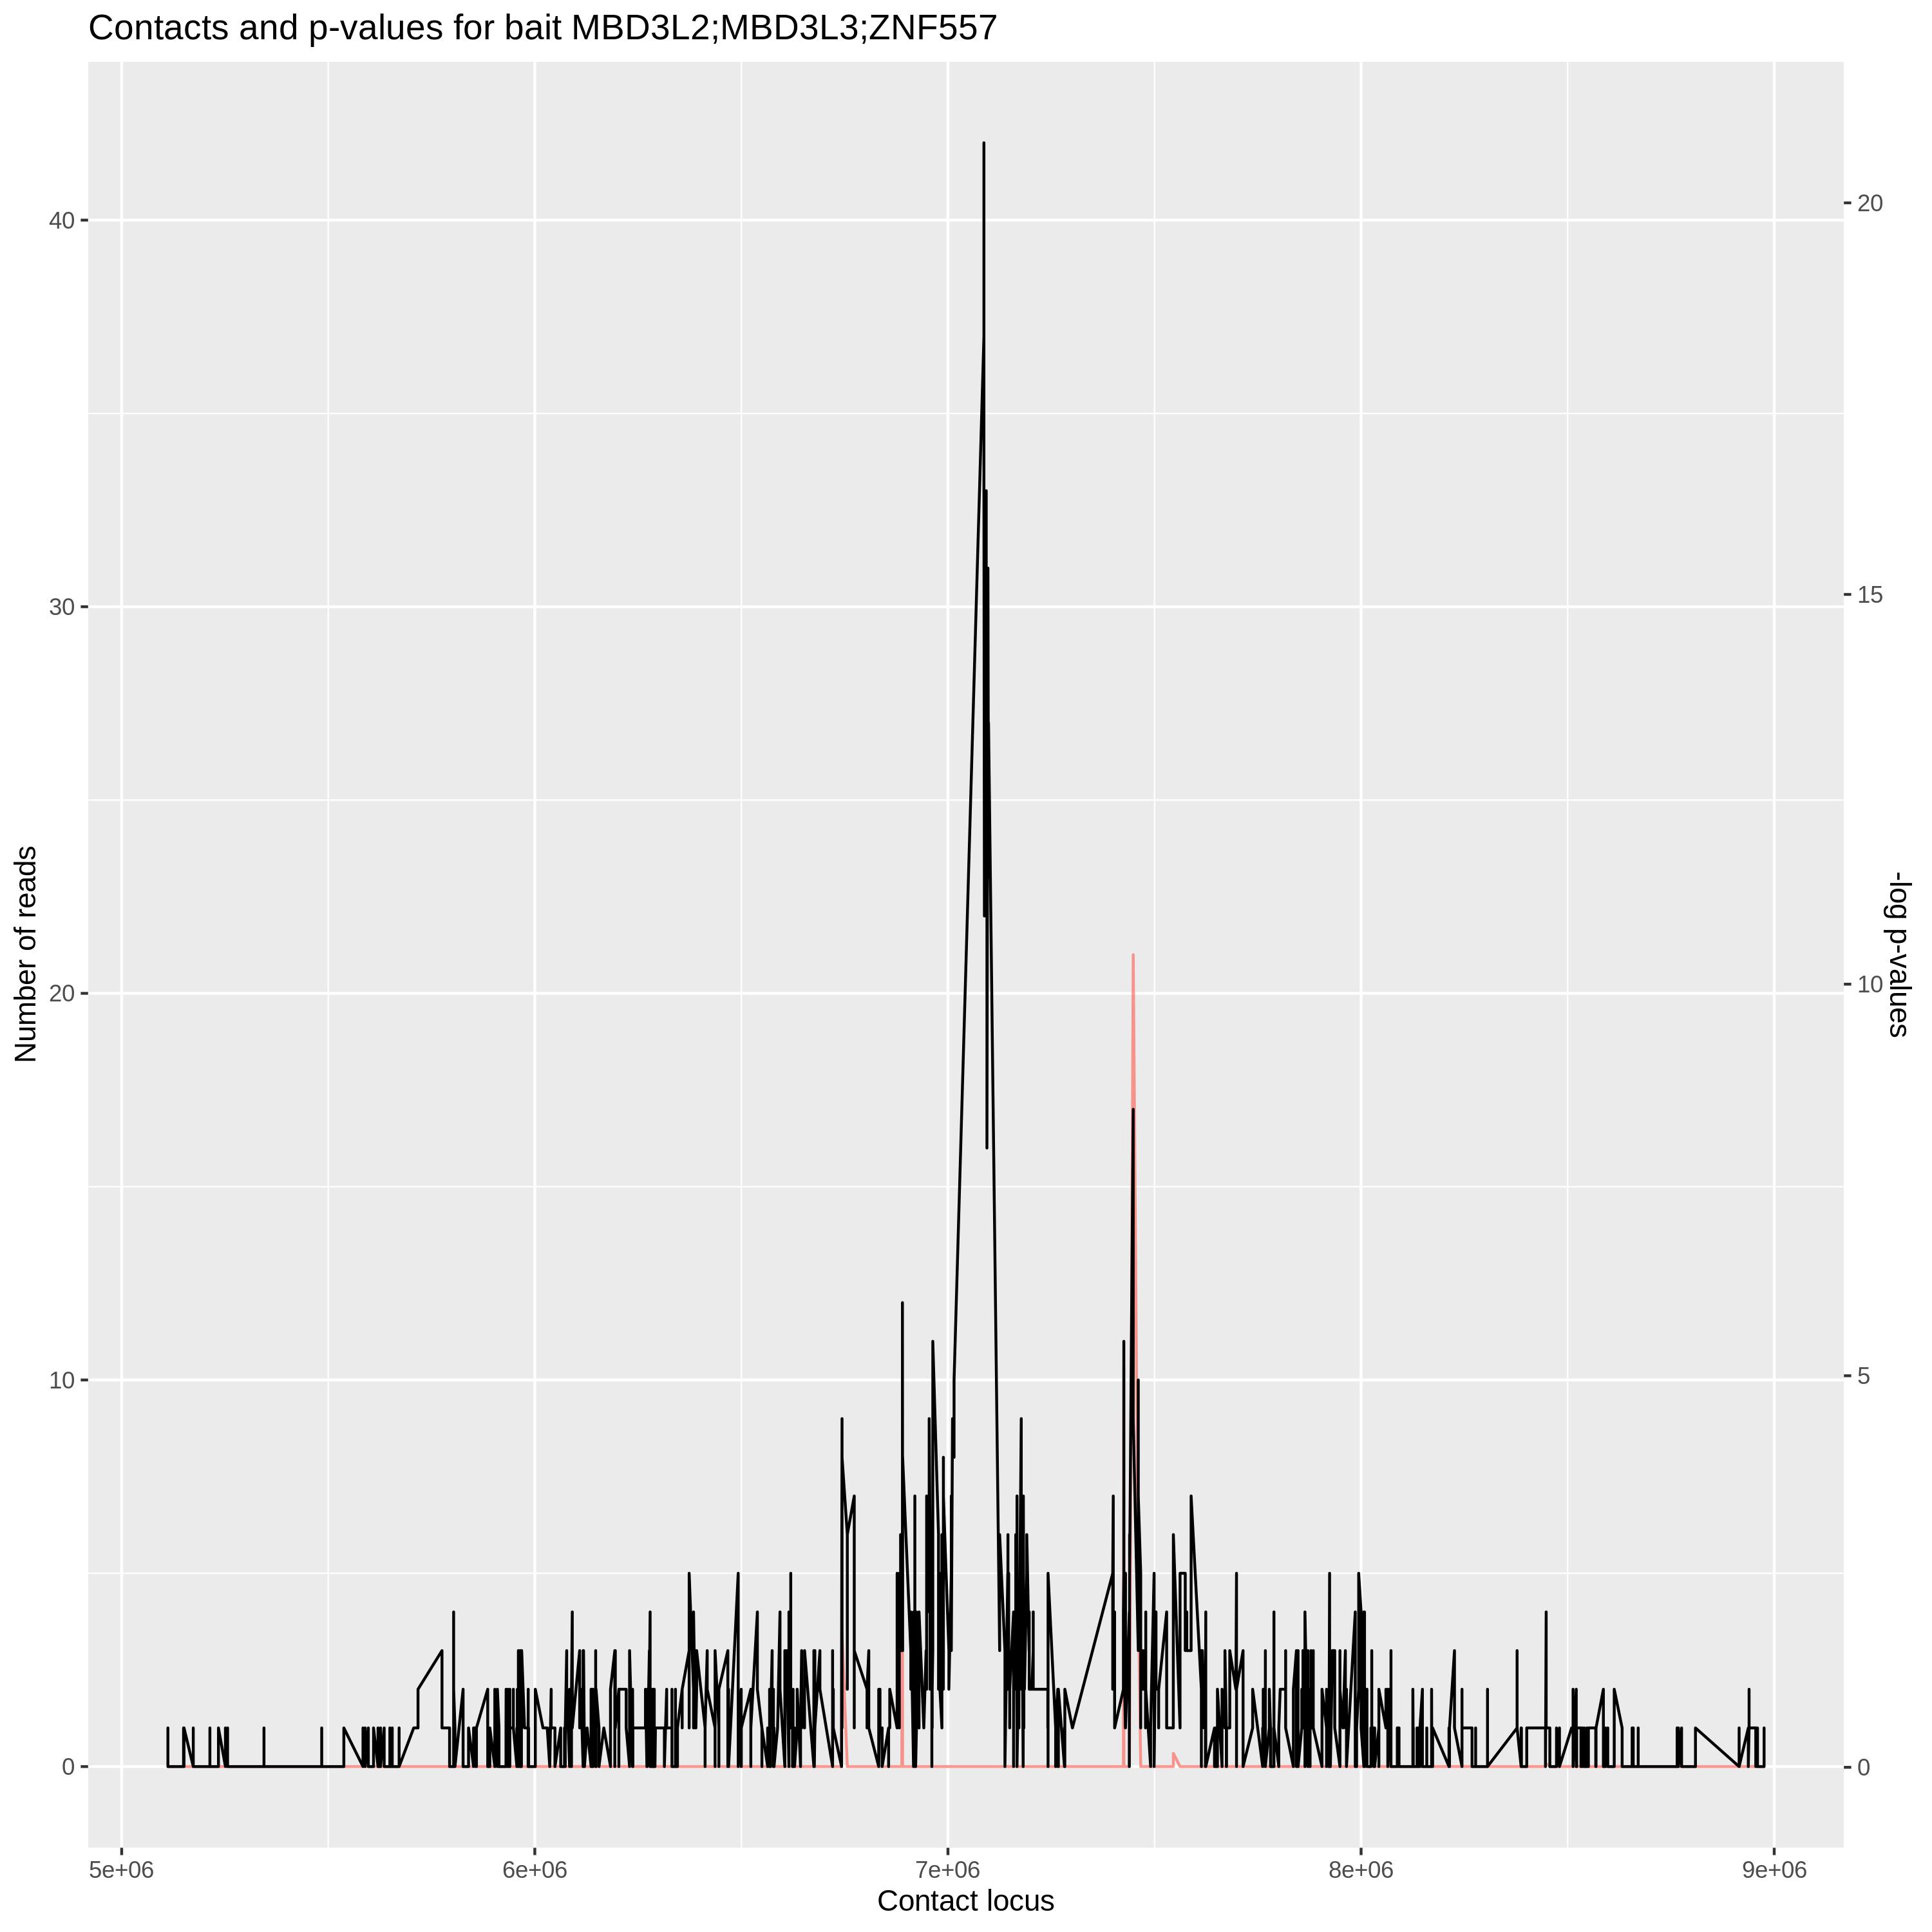 Contacts and p-values for bait MBD3L2;MBD3L3;ZNF557
40
30
20
10
0
Number of reads
20
15
10
5
0
-log p-values
5e+06
6e+06
7e+06
8e+06
9e+06
Contact locus